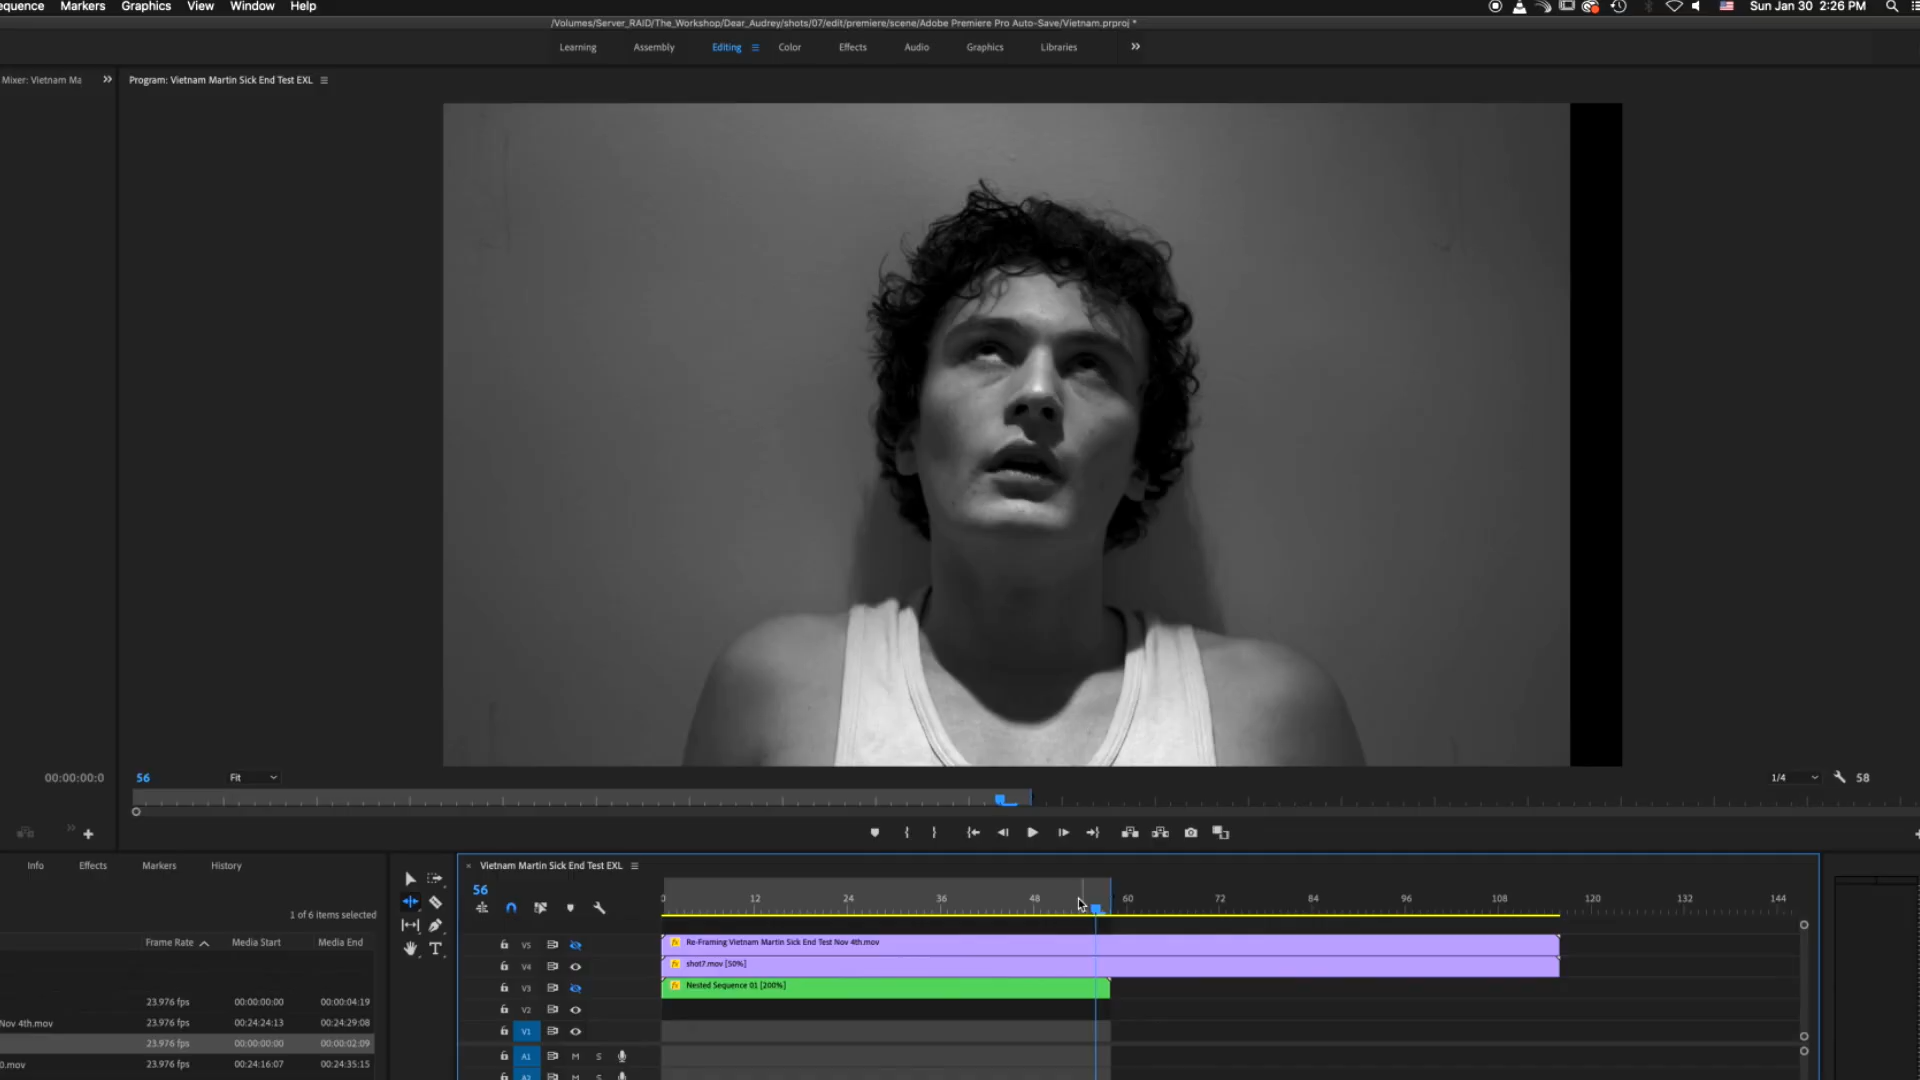 equence Markers Graphics View Window Help Sun Jan 30 2:26 PM
/Volumes/Server_RAID/The_Workshop/Dear_Audrey/shots/07/edit/premiere/scene/Adobe Premiere Pro Auto-Save/Vietnam.prproj *
Learning Assembly Editing Color Effects Audio Graphics Libraries
Mixer: Vietnam Ma Program: Vietnam Martin Sick End Test EXL
00:00:00:0 56 Fit 1/4 58
Info Effects Markers History
Vietnam Martin Sick End Test EXL
56
0 12 24 36 48 60 72 84 96 108 120 132 144
1 of 6 items selected
Frame Rate Media Start Media End
V5 Re-Framing Vietnam Martin Sick End Test Nov 4th.mov
V4 shot7.mov [50%]
V3 Nested Sequence 01 [200%]
23.976 fps 00:00:00:00 00:00:04:19
V2
Nov 4th.mov 23.976 fps 00:24:24:13 00:24:29:08
V1
23.976 fps 00:00:00:00 00:00:02:09
A1 M S
0.mov 23.976 fps 00:24:16:07 00:24:35:15
A2 M S